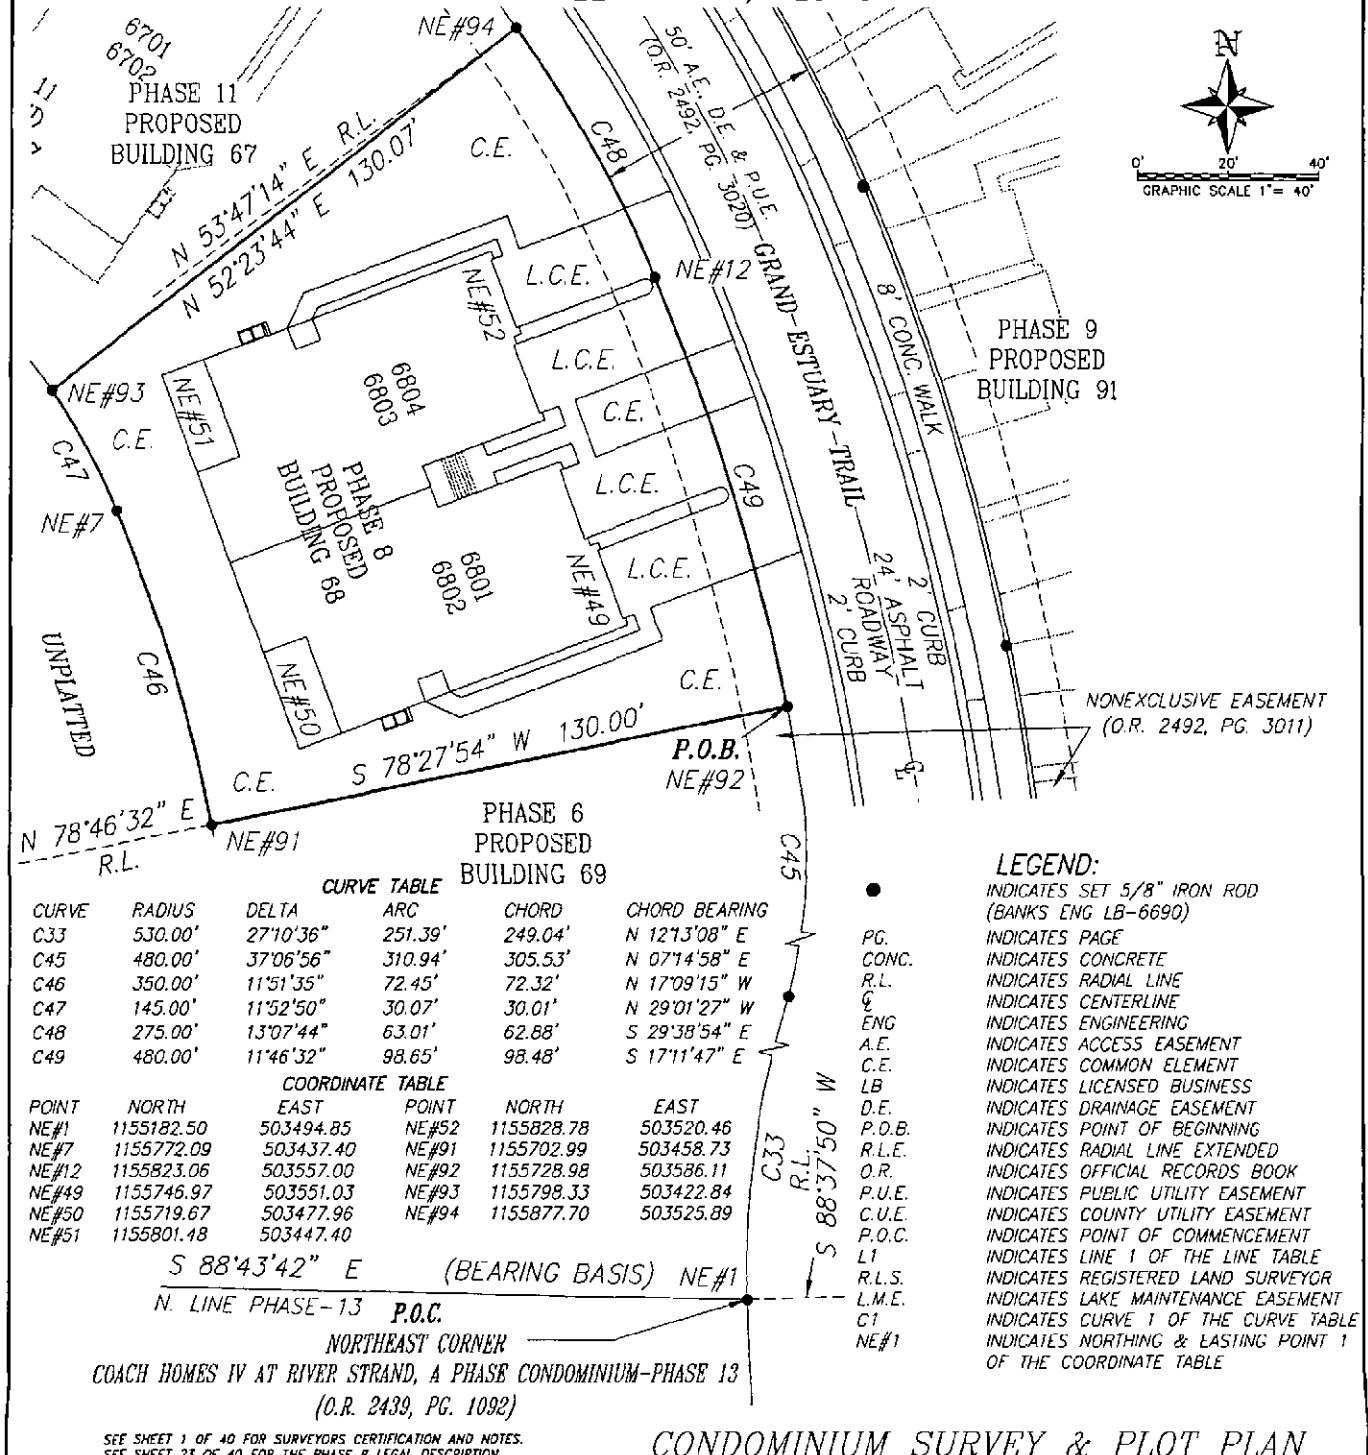 NE#94
6701
6702
PHASE 11
PROPOSED
BUILDING 67
11
N 53°47'14" E R.L.
N 52°23'44" E 130.07'
C.E.
C48
50' A.E., D.E. & P.U.E.
(O.R. 2492, PG. 3020)
GRAND ESTUARY TRAIL
N
0' 20' 40'
GRAPHIC SCALE 1"= 40'
8' CONC. WALK
PHASE 9
PROPOSED
BUILDING 91
NE#12
L.C.E.
NE#52
L.C.E.
C.E.
L.C.E.
L.C.E.
C49
NE#93
C.E.
NE#51
6804
6803
C47
NE#7
PHASE 8
PROPOSED
BUILDING 68
6801
6802
NE#49
C46
UNPLATTED
NE#50
2' CURB
24' ASPHALT
ROADWAY
2' CURB
C.E.
NONEXCLUSIVE EASEMENT
(O.R. 2492, PG. 3011)
S 78°27'54" W 130.00'
P.O.B.
NE#92
C.E.
℄
N 78°46'32" E
R.L.
NE#91
PHASE 6
PROPOSED
BUILDING 69
C45
CURVE TABLE
CURVE RADIUS DELTA ARC CHORD CHORD BEARING
C33 530.00' 27°10'36" 251.39' 249.04' N 12°13'08" E
C45 480.00' 37°06'56" 310.94' 305.53' N 07°14'58" E
C46 350.00' 11°51'35" 72.45' 72.32' N 17°09'15" W
C47 145.00' 11°52'50" 30.07' 30.01' N 29°01'27" W
C48 275.00' 13°07'44" 63.01' 62.88' S 29°38'54" E
C49 480.00' 11°46'32" 98.65' 98.48' S 17°11'47" E
COORDINATE TABLE
POINT NORTH EAST POINT NORTH EAST
NE#1 1155182.50 503494.85 NE#52 1155828.78 503520.46
NE#7 1155772.09 503437.40 NE#91 1155702.99 503458.73
NE#12 1155823.06 503557.00 NE#92 1155728.98 503586.11
NE#49 1155746.97 503551.03 NE#93 1155798.33 503422.84
NE#50 1155719.67 503477.96 NE#94 1155877.70 503525.89
NE#51 1155801.48 503447.40
C33
R.L.
S 88°37'50" W
LEGEND:
INDICATES SET 5/8" IRON ROD
(BANKS ENG LB-6690)
PG. INDICATES PAGE
CONC. INDICATES CONCRETE
R.L. INDICATES RADIAL LINE
℄ INDICATES CENTERLINE
ENG INDICATES ENGINEERING
A.E. INDICATES ACCESS EASEMENT
C.E. INDICATES COMMON ELEMENT
LB INDICATES LICENSED BUSINESS
D.E. INDICATES DRAINAGE EASEMENT
P.O.B. INDICATES POINT OF BEGINNING
R.L.E. INDICATES RADIAL LINE EXTENDED
O.R. INDICATES OFFICIAL RECORDS BOOK
P.U.E. INDICATES PUBLIC UTILITY EASEMENT
C.U.E. INDICATES COUNTY UTILITY EASEMENT
P.O.C. INDICATES POINT OF COMMENCEMENT
L1 INDICATES LINE 1 OF THE LINE TABLE
R.L.S. INDICATES REGISTERED LAND SURVEYOR
L.M.E. INDICATES LAKE MAINTENANCE EASEMENT
C1 INDICATES CURVE 1 OF THE CURVE TABLE
NE#1 INDICATES NORTHING & EASTING POINT 1
OF THE COORDINATE TABLE
S 88°43'42" E (BEARING BASIS) NE#1
N. LINE PHASE-13 P.O.C.
NORTHEAST CORNER
COACH HOMES IV AT RIVER STRAND, A PHASE CONDOMINIUM-PHASE 13
(O.R. 2439, PG. 1092)
SEE SHEET 1 OF 40 FOR SURVEYORS CERTIFICATION AND NOTES.
SEE SHEET 23 OF 40 FOR THE PHASE 8 LEGAL DESCRIPTION
CONDOMINIUM SURVEY & PLOT PLAN